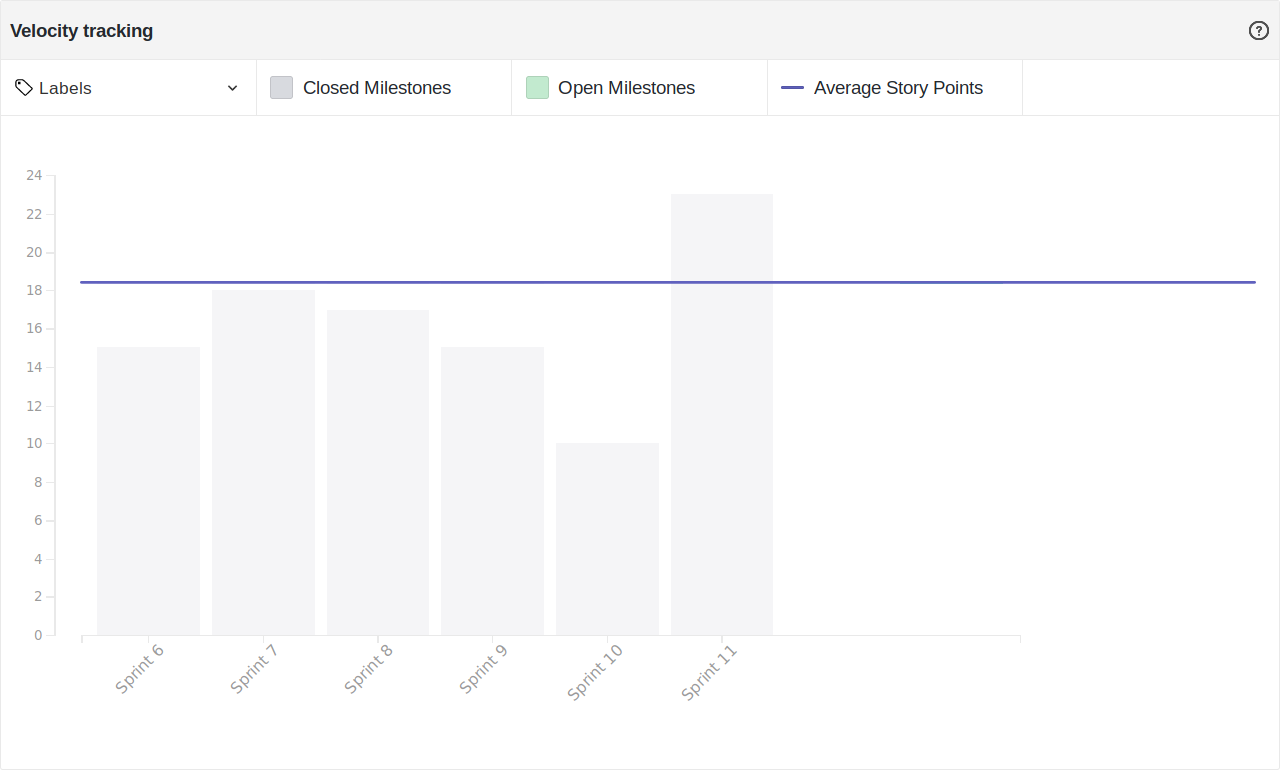 Velocity tracking
Labels
Closed Milestones
Open Milestones
Average Story Points
24
22
20
18
16
14
12
10
8
6
4
2
0
Sprint 6
Sprint 7
Sprint 8
Sprint 9
Sprint 10
Sprint 11